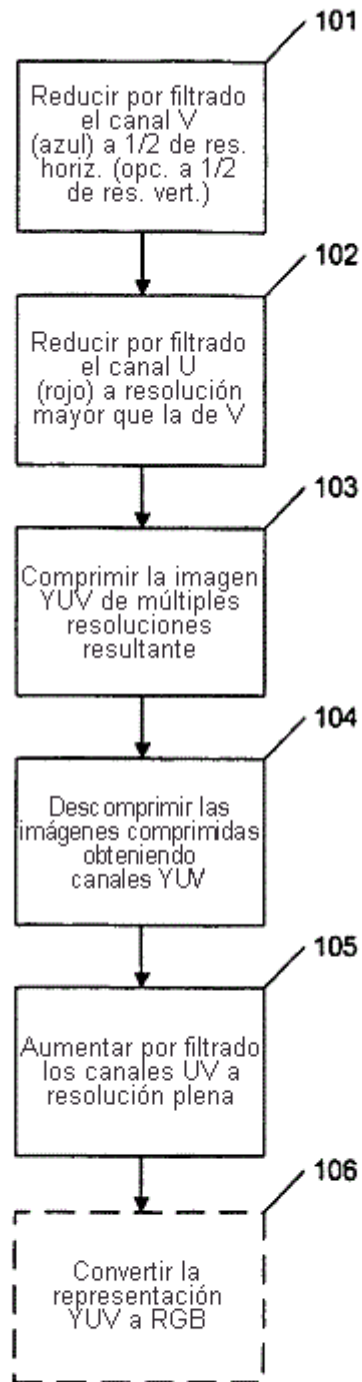 101
Reducir por filtrado
el canal V
(azul) a 1/2 de res.
horiz. (opc. a 1/2
de res. vert.)
102
Reducir por filtrado
el canal U
(rojo) a resolución
mayor que la de V
103
Comprimir la imagen
YUV de múltiples
resoluciones
resultante
104
Descomprimir las
imágenes comprimidas
obteniendo
canales YUV
105
Aumentar por filtrado
los canales UV a
resolución plena
106
Convertir la
representación
YUV a RGB